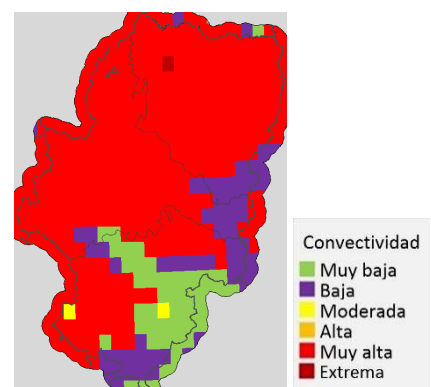 Convectividad
Muy baja
Baja
Moderada
Alta
Muy alta
Extrema